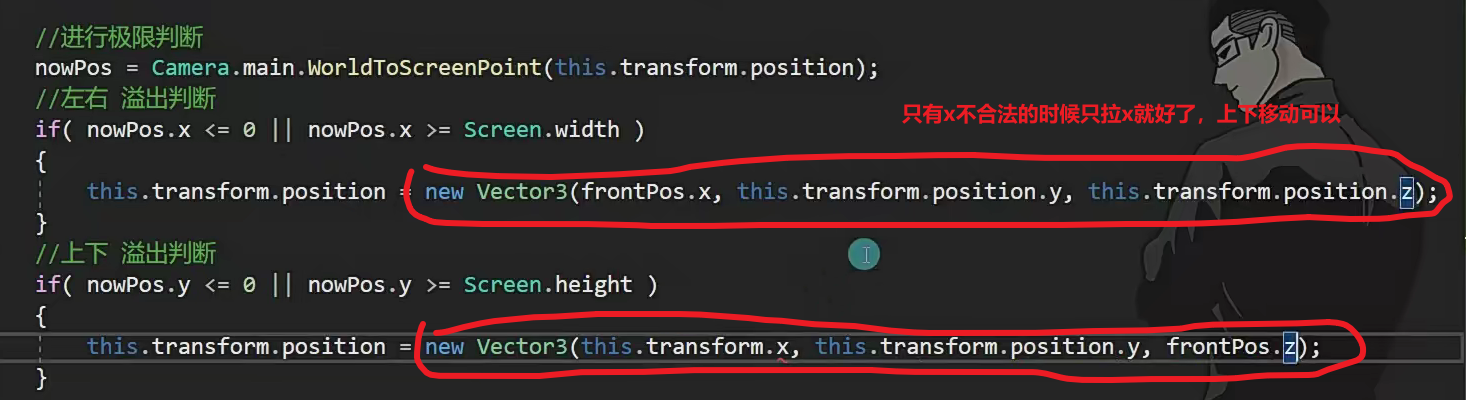 //进行极限判断
nowPos = Camera.main.WorldToScreenPoint(this.transform.position);
//左右 溢出判断
if( nowPos.x <= 0 || nowPos.x >= Screen.width )
只有x不合法的时候只拉x就好了，上下移动可以
{
this.transform.position = new Vector3(frontPos.x, this.transform.position.y, this.transform.position.z);
}
//上下 溢出判断
if( nowPos.y <= 0 || nowPos.y >= Screen.height )
{
this.transform.position = new Vector3(this.transform.x, this.transform.position.y, frontPos.z);
}